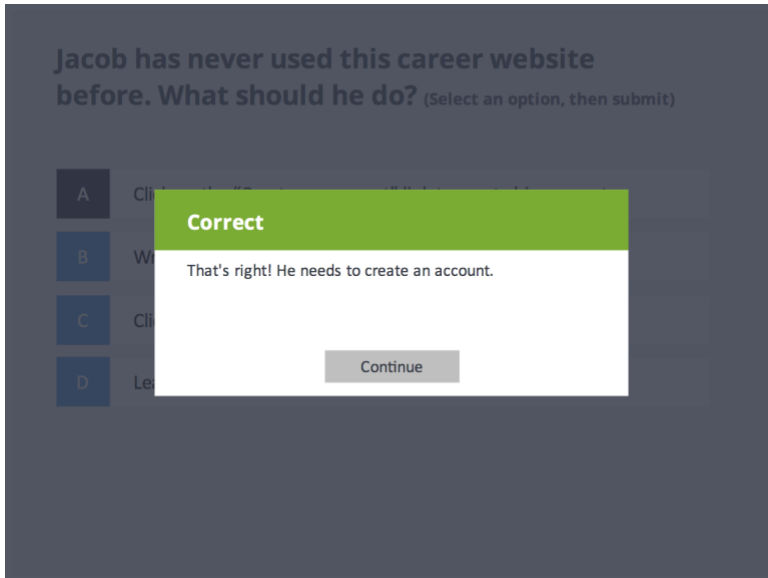 Jacob has never used this career website
before. What should he do? (Select an option, then submit)
A
Correct
B
That's right! He needs to create an account.
C
Continue
D